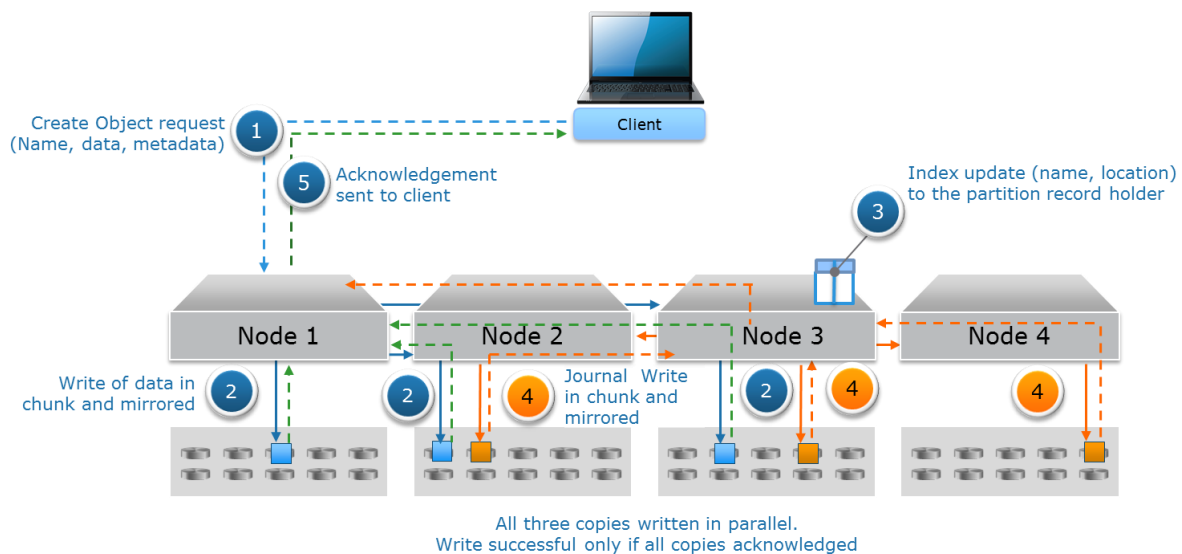 Client
Create Object request
(Name, data, metadata)
1
5
Acknowledgement
sent to client
Index update (name, location)
to the partition record holder
3
Node 1
Node 2
Node 3
Node 4
Write of data in
chunk and mirrored
2
2
4
Journal Write
in chunk and
mirrored
2
4
4
All three copies written in parallel.
Write successful only if all copies acknowledged